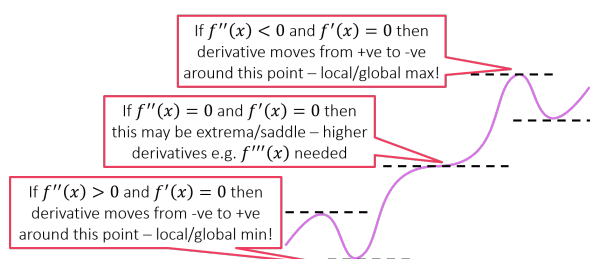 If f''(x) < 0 and f'(x) = 0 then
derivative moves from +ve to -ve
around this point – local/global max!
If f''(x) = 0 and f'(x) = 0 then
this may be extrema/saddle – higher
derivatives e.g. f'''(x) needed
If f''(x) > 0 and f'(x) = 0 then
derivative moves from -ve to +ve
around this point – local/global min!